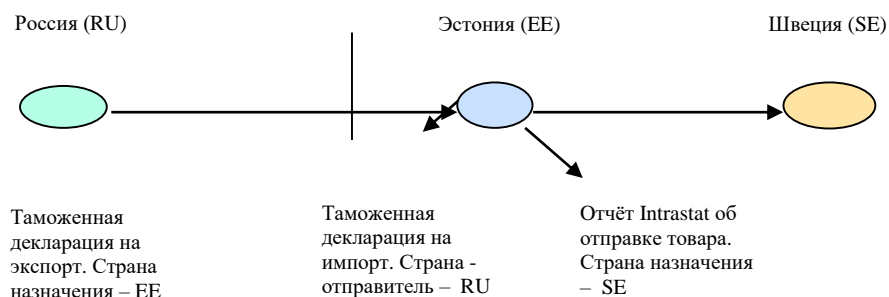 Россия (RU)
Эстония (EE)
Швеция (SE)
Таможенная
декларация на
экспорт. Страна
назначения – EE
Таможенная
декларация на
импорт. Страна -
отправитель – RU
Отчёт Intrastat об
отправке товара.
Страна назначения
– SE